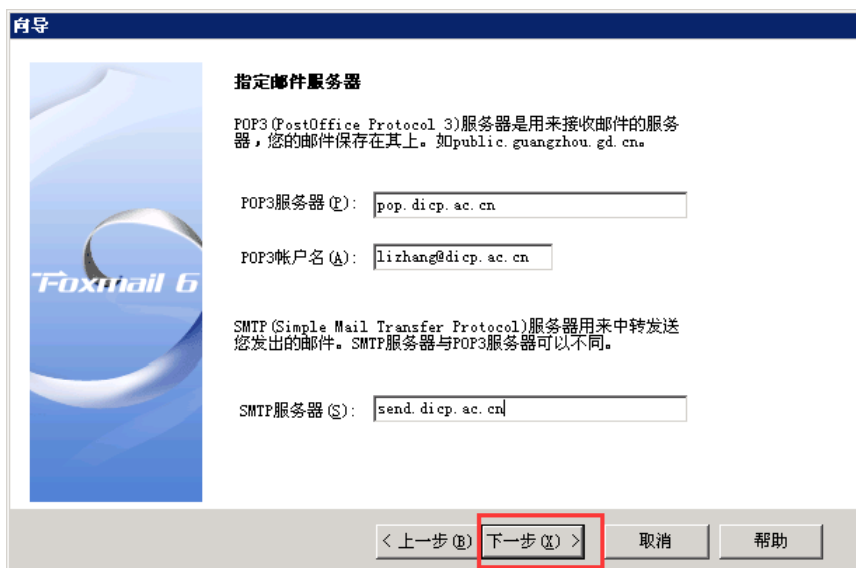 向导
指定邮件服务器
POP3(PostOffice Protocol 3)服务器是用来接收邮件的服务
器，您的邮件保存在其上。如public.guangzhou.gd.cn。
POP3服务器(P): pop.dicp.ac.cn
POP3帐户名(A): lizhang@dicp.ac.cn
Foxmail 6
SMTP(Simple Mail Transfer Protocol)服务器用来中转发送
您发出的邮件。SMTP服务器与POP3服务器可以不同。
SMTP服务器(S): send.dicp.ac.cn
< 上一步(B) 下一步(X) > 取消 帮助